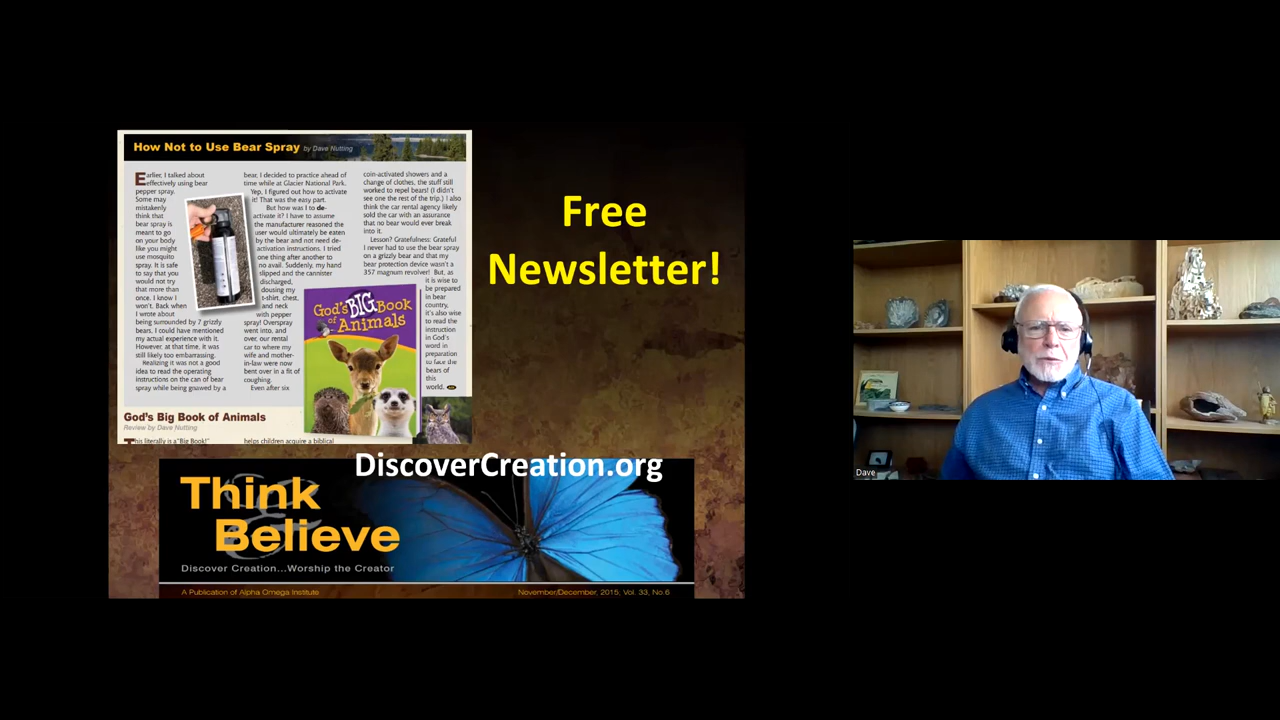 How Not to Use Bear Spray by Dave Nutting
Earlier, I talked about
effectively using bear
pepper spray.
Some may
mistakenly
think that
bear spray is
meant to go
on your body
like you might
use mosquito
spray. It is safe
to say that you
would not try
that more than
once. I know I
won't. Back when
I wrote about
being surrounded by 7 grizzly
bears, I could have mentioned
my actual experience with it.
However, at that time, it was
still likely too embarrassing.
Realizing it was not a good
idea to read the operating
instructions on the can of bear
spray while being gnawed by a
bear, I decided to practice ahead of
time while at Glacier National Park.
Yep, I figured out how to activate
it! That was the easy part.
But how was I to de-
activate it? I have to assume
the manufacturer reasoned the
user would ultimately be eaten
by the bear and not need de-
activation instructions. I tried
one thing after another to
no avail. Suddenly, my hand
slipped and the cannister
discharged,
dousing my
t-shirt, chest,
and neck
with pepper
spray! Overspray
went into, and
over, our rental
car to where my
wife and mother-
in-law were now
bent over in a fit of
coughing.
Even after six
coin-activated showers and a
change of clothes, the stuff still
worked to repel bears! (I didn't
see one the rest of the trip.) I also
think the car rental agency likely
sold the car with an assurance
that no bear would ever break
into it.
Lesson? Gratefulness: Grateful
I never had to use the bear spray
on a grizzly bear and that my
bear protection device wasn't a
357 magnum revolver! But, as
it is wise to
be prepared
in bear
country,
it's also wise
to read the
instruction
in God's
word in
preparation
to face the
bears of
this
world.
God's BIG Book
of Animals
God's Big Book of Animals
Review by Dave Nutting
This literally is a "Big Book!"
helps children acquire a biblical
Free
Newsletter!
DiscoverCreation.org
Think
&
Believe
Discover Creation...Worship the Creator
A Publication of Alpha Omega Institute
November/December, 2015, Vol. 33, No.6
Dave